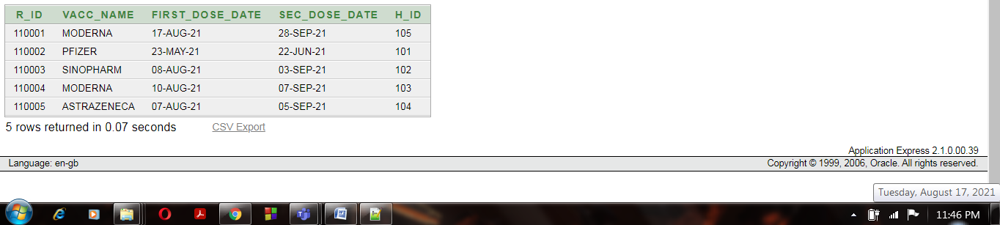 R_ID VACC_NAME FIRST_DOSE_DATE SEC_DOSE_DATE H_ID
110001 MODERNA 17-AUG-21 28-SEP-21 105
110002 PFIZER 23-MAY-21 22-JUN-21 101
110003 SINOPHARM 08-AUG-21 03-SEP-21 102
110004 MODERNA 10-AUG-21 07-SEP-21 103
110005 ASTRAZENECA 07-AUG-21 05-SEP-21 104
5 rows returned in 0.07 seconds CSV Export
Application Express 2.1.0.00.39
Language: en-gb Copyright © 1999, 2006, Oracle. All rights reserved.
Tuesday, August 17, 2021
11:46 PM